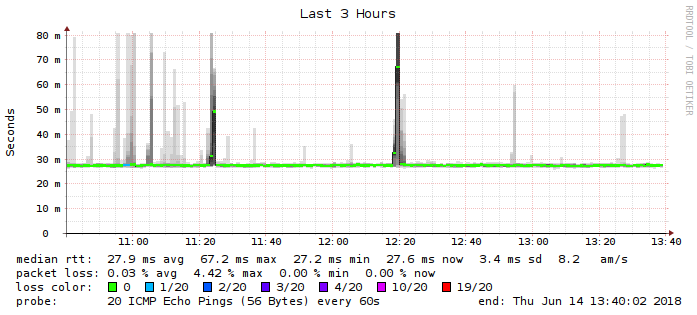 Last 3 Hours
RRDTOOL / TOBI OETIKER
Seconds
80 m
70 m
60 m
50 m
40 m
30 m
20 m
10 m
0
11:00 11:20 11:40 12:00 12:20 12:40 13:00 13:20 13:40
median rtt: 27.9 ms avg 67.2 ms max 27.2 ms min 27.6 ms now 3.4 ms sd 8.2 am/s
packet loss: 0.03 % avg 4.42 % max 0.00 % min 0.00 % now
loss color: 0 1/20 2/20 3/20 4/20 10/20 19/20
probe: 20 ICMP Echo Pings (56 Bytes) every 60s end: Thu Jun 14 13:40:02 2018